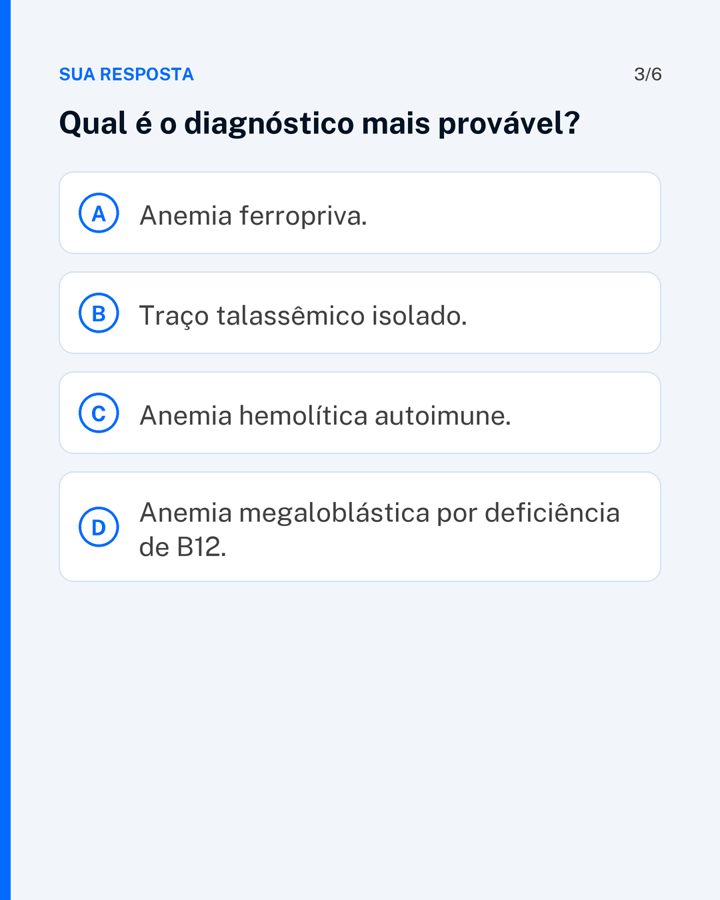 SUA RESPOSTA
3/6
Qual é o diagnóstico mais provável?
A
Anemia ferropriva.
B
Traço talassêmico isolado.
C
Anemia hemolítica autoimune.
D
Anemia megaloblástica por deficiência
de B12.